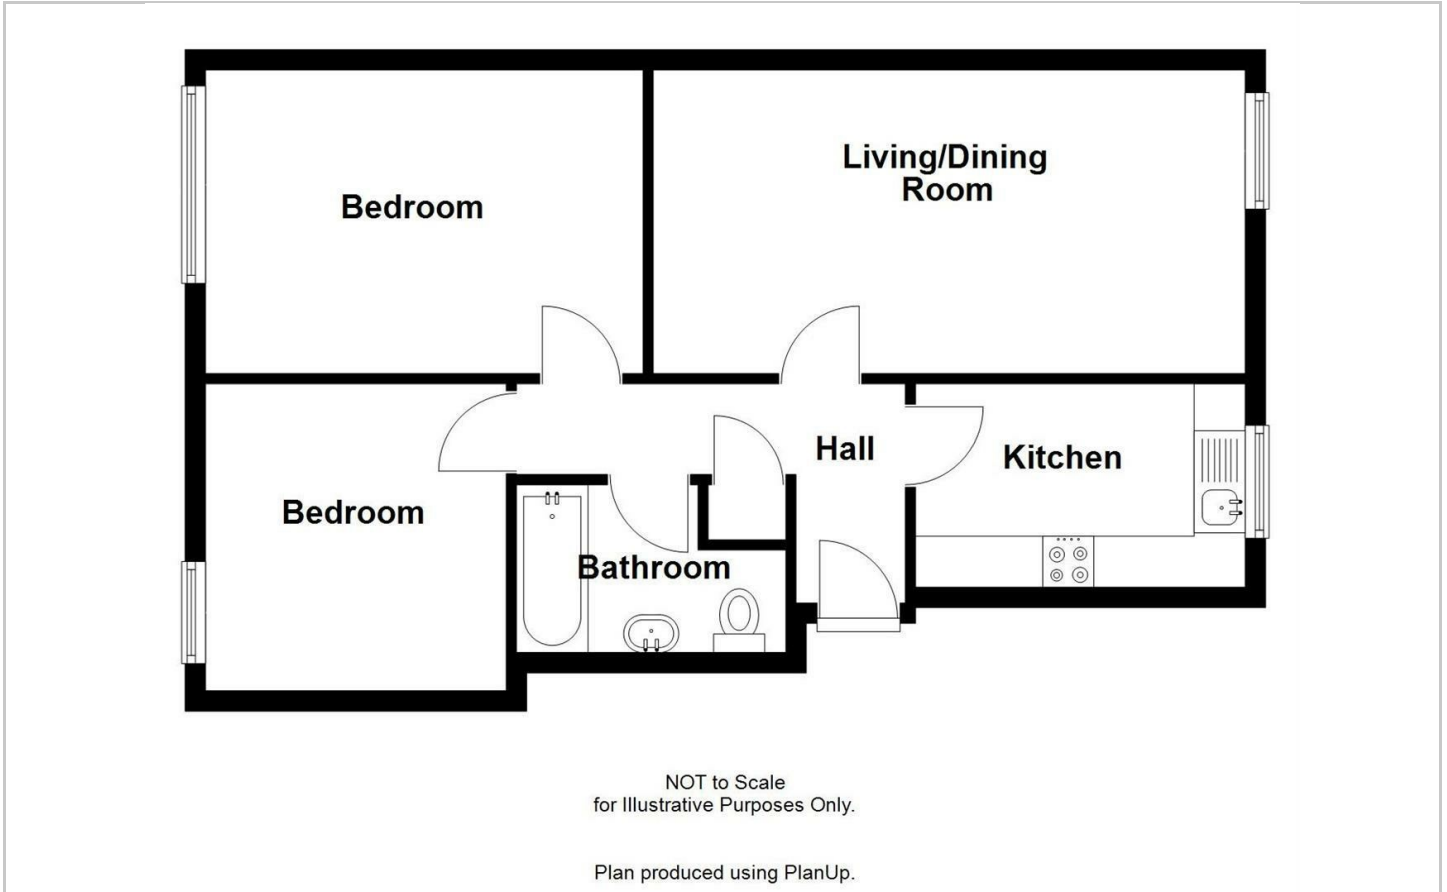 Living/Dining
Room
Bedroom
Hall
Kitchen
Bedroom
Bathroom
NOT to Scale
for Illustrative Purposes Only.
Plan produced using PlanUp.